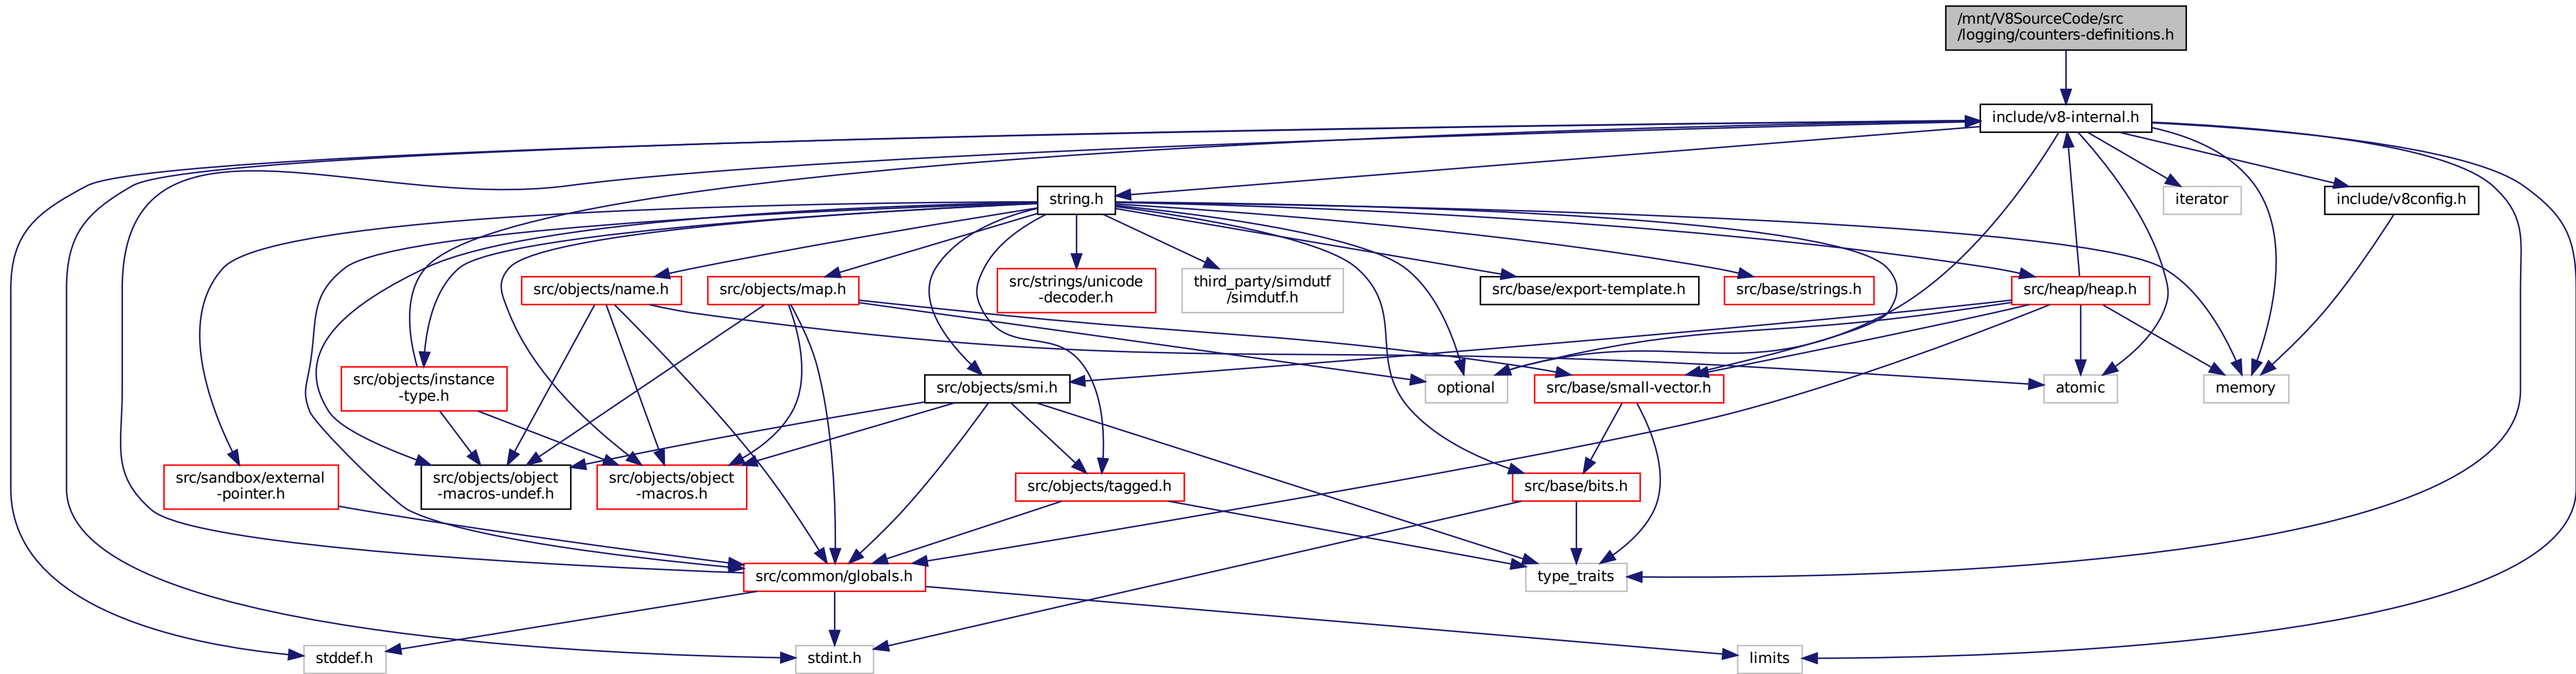 /mnt/V8SourceCode/src
/logging/counters-definitions.h
include/v8-internal.h
string.h
iterator
include/v8config.h
src/objects/name.h
src/objects/map.h
src/strings/unicode
-decoder.h
third_party/simdutf
/simdutf.h
src/base/export-template.h
src/base/strings.h
src/heap/heap.h
src/objects/instance
-type.h
src/objects/smi.h
optional
src/base/small-vector.h
atomic
memory
src/sandbox/external
-pointer.h
src/objects/object
-macros-undef.h
src/objects/object
-macros.h
src/objects/tagged.h
src/base/bits.h
src/common/globals.h
type_traits
stddef.h
stdint.h
limits